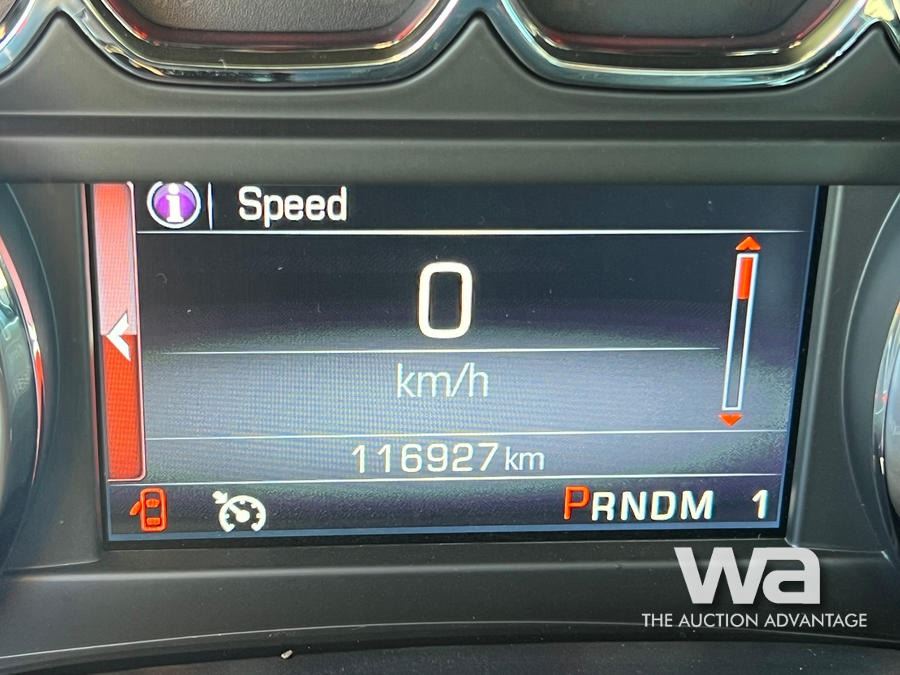 i Speed
0
km/h
116927 km
PRNDM 1
wa
THE AUCTION ADVANTAGE